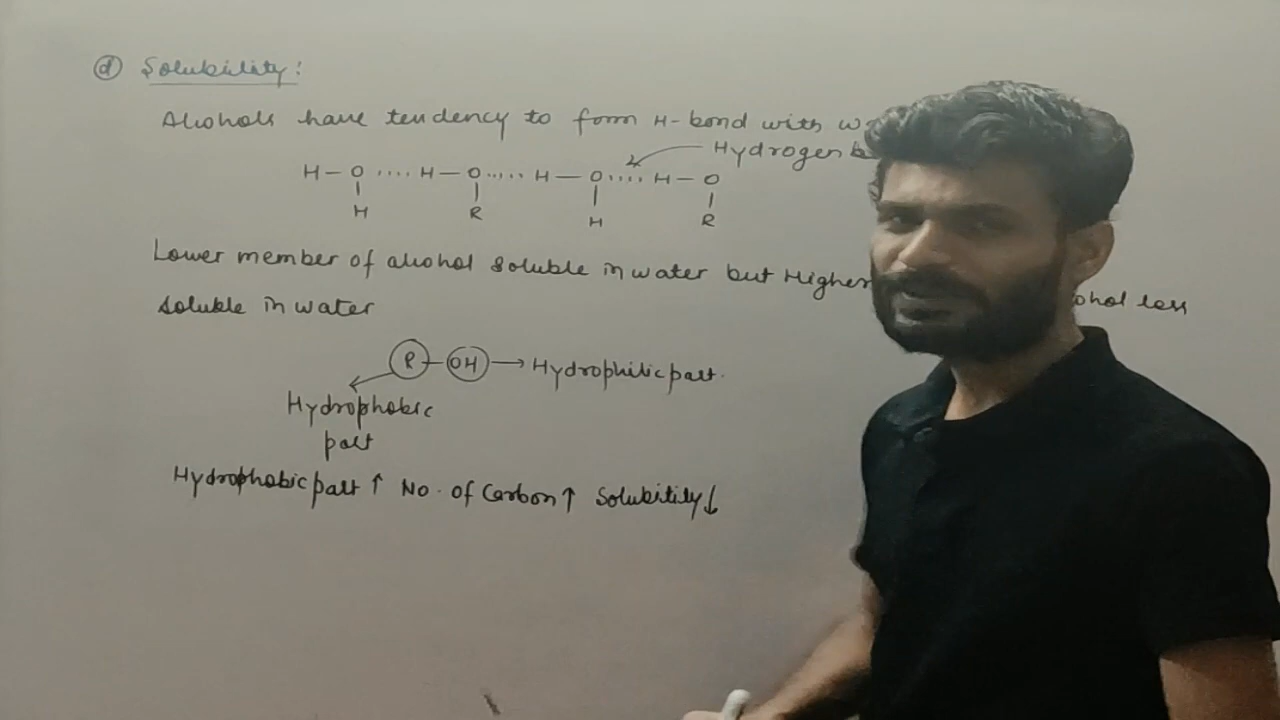 (d) Solubility:
Alcohols have tendency to form H-bond with
Hydrogen
H–O ···· H–O ····· H–O ···· H–O
H R H R
Lower member of alcohol soluble in water but Higher less
soluble in water
R–OH → Hydrophilic part.
Hydrophobic
part
Hydrophobic part ↑ No. of Carbon ↑ Solubility ↓